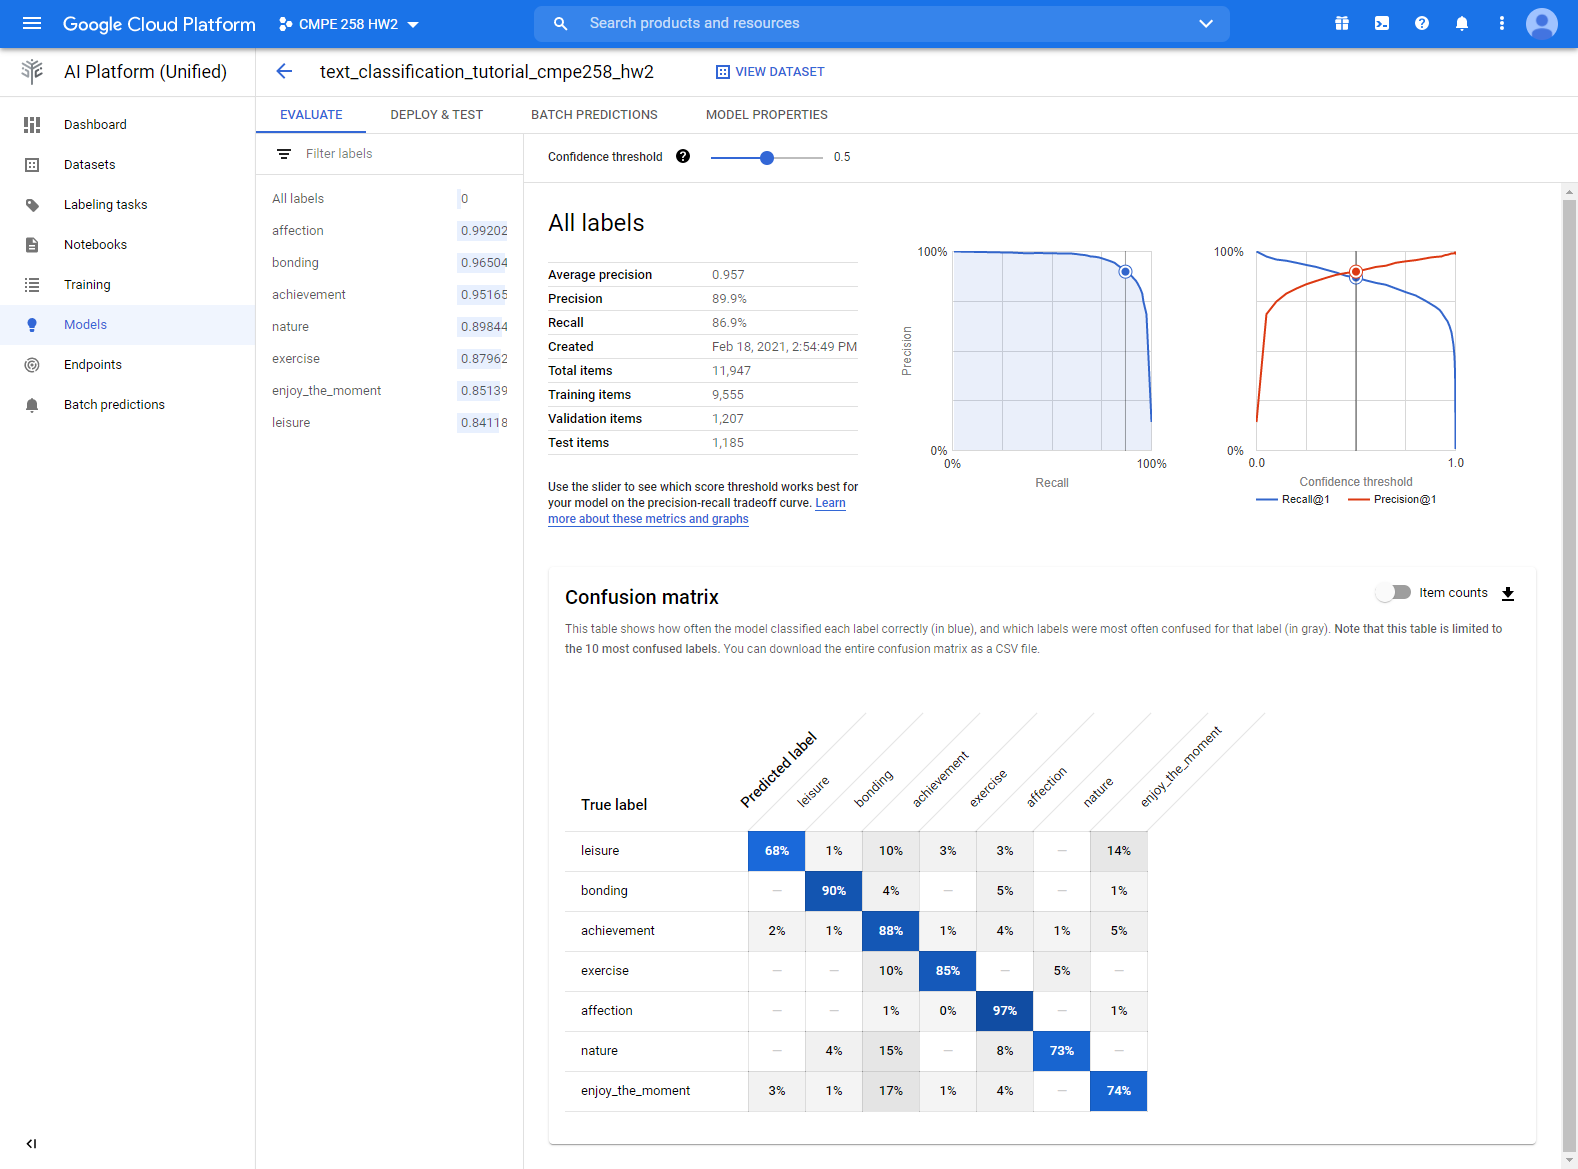 Google Cloud Platform
CMPE 258 HW2
Search products and resources
AI Platform (Unified)
text_classification_tutorial_cmpe258_hw2
VIEW DATASET
Dashboard
Datasets
Labeling tasks
Notebooks
Training
Models
Endpoints
Batch predictions
EVALUATE
DEPLOY & TEST
BATCH PREDICTIONS
MODEL PROPERTIES
Filter labels
All labels 0
affection 0.99202
bonding 0.96504
achievement 0.95165
nature 0.89844
exercise 0.87962
enjoy_the_moment 0.85139
leisure 0.84118
Confidence threshold ? 0.5
All labels
Average precision 0.957
Precision 89.9%
Recall 86.9%
Created Feb 18, 2021, 2:54:49 PM
Total items 11,947
Training items 9,555
Validation items 1,207
Test items 1,185
Use the slider to see which score threshold works best for
your model on the precision-recall tradeoff curve. Learn
more about these metrics and graphs
100%
Precision
0%
0% 100%
Recall
100%
0%
0.0 1.0
Confidence threshold
Recall@1 Precision@1
Confusion matrix
Item counts
This table shows how often the model classified each label correctly (in blue), and which labels were most often confused for that label (in gray). Note that this table is limited to
the 10 most confused labels. You can download the entire confusion matrix as a CSV file.
True label
Predicted label
leisure
bonding
achievement
exercise
affection
nature
enjoy_the_moment
leisure 68% 1% 10% 3% 3% — 14%
bonding — 90% 4% — 5% — 1%
achievement 2% 1% 88% 1% 4% 1% 5%
exercise — — 10% 85% — 5% —
affection — — 1% 0% 97% — 1%
nature — 4% 15% — 8% 73% —
enjoy_the_moment 3% 1% 17% 1% 4% — 74%